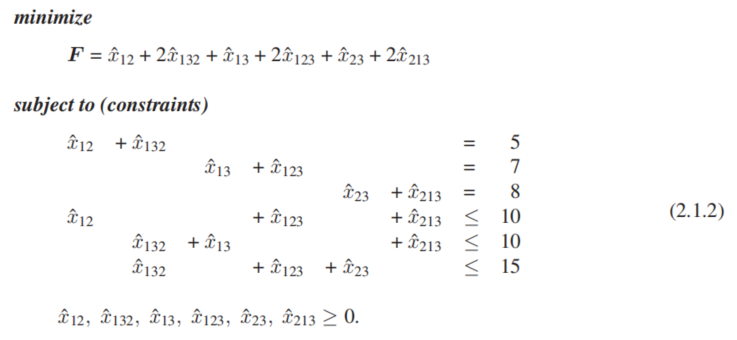 minimize
F = x̂12 + 2x̂132 + x̂13 + 2x̂123 + x̂23 + 2x̂213
subject to (constraints)
x̂12 + x̂132 = 5
x̂13 + x̂123 = 7
x̂23 + x̂213 = 8
x̂12 + x̂123 + x̂213 ≤ 10
x̂132 + x̂13 + x̂213 ≤ 10 (2.1.2)
x̂132 + x̂123 + x̂23 ≤ 15
x̂12, x̂132, x̂13, x̂123, x̂23, x̂213 ≥ 0.